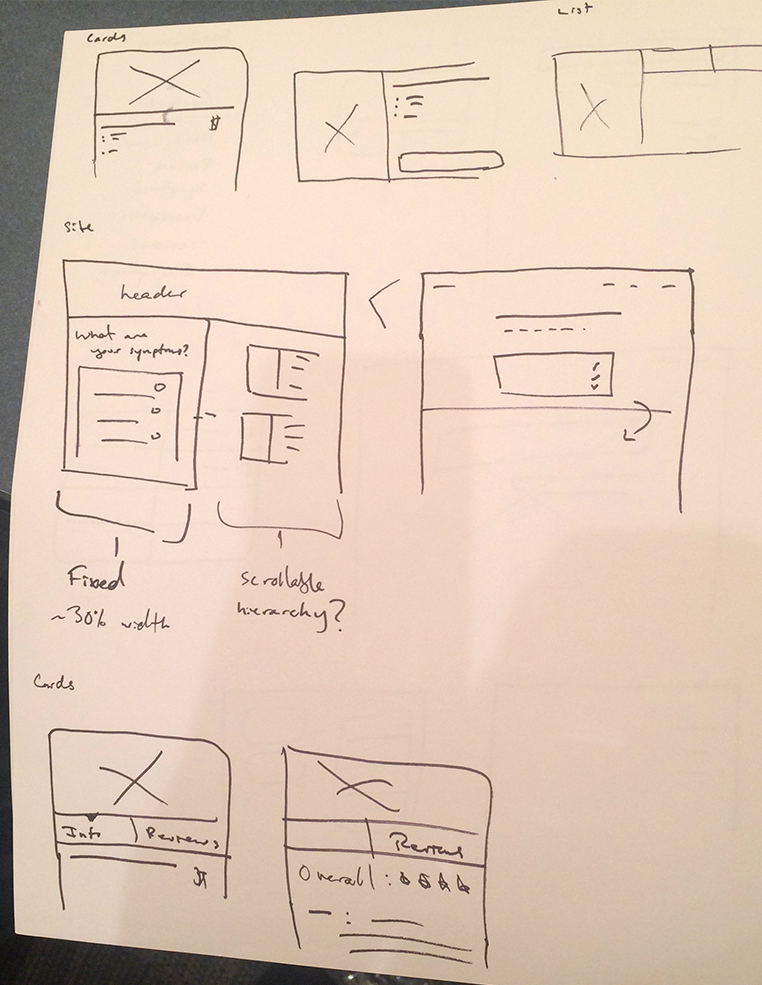 Cards
List
Site
header
What are
your symptoms?
Fixed
~30% width
Scrollable
hierarchy?
Cards
Info
Reviews
Reviews
Overall :